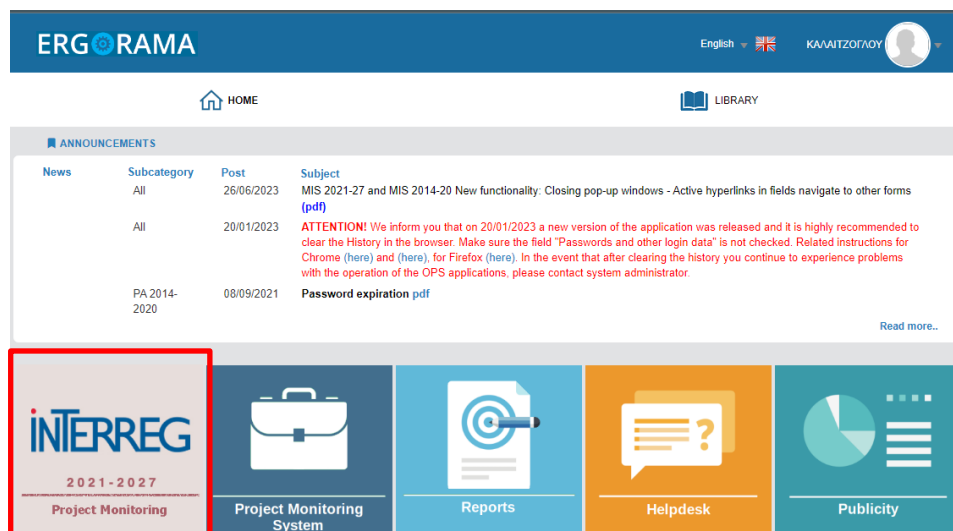 ERGORAMA
English
ΚΑΛΑΙΤΖΟΓΛΟΥ
HOME
LIBRARY
ANNOUNCEMENTS
News Subcategory Post Subject
All 26/06/2023 MIS 2021-27 and MIS 2014-20 New functionality: Closing pop-up windows - Active hyperlinks in fields navigate to other forms
(pdf)
All 20/01/2023 ATTENTION! We inform you that on 20/01/2023 a new version of the application was released and it is highly recommended to
clear the History in the browser. Make sure the field "Passwords and other login data" is not checked. Related instructions for
Chrome (here) and (here), for Firefox (here). In the event that after clearing the history you continue to experience problems
with the operation of the OPS applications, please contact system administrator.
PA 2014- 08/09/2021 Password expiration pdf
2020
Read more..
iNTERREG
2021-2027
Project Monitoring
Project Monitoring
System
Reports
?
Helpdesk
Publicity